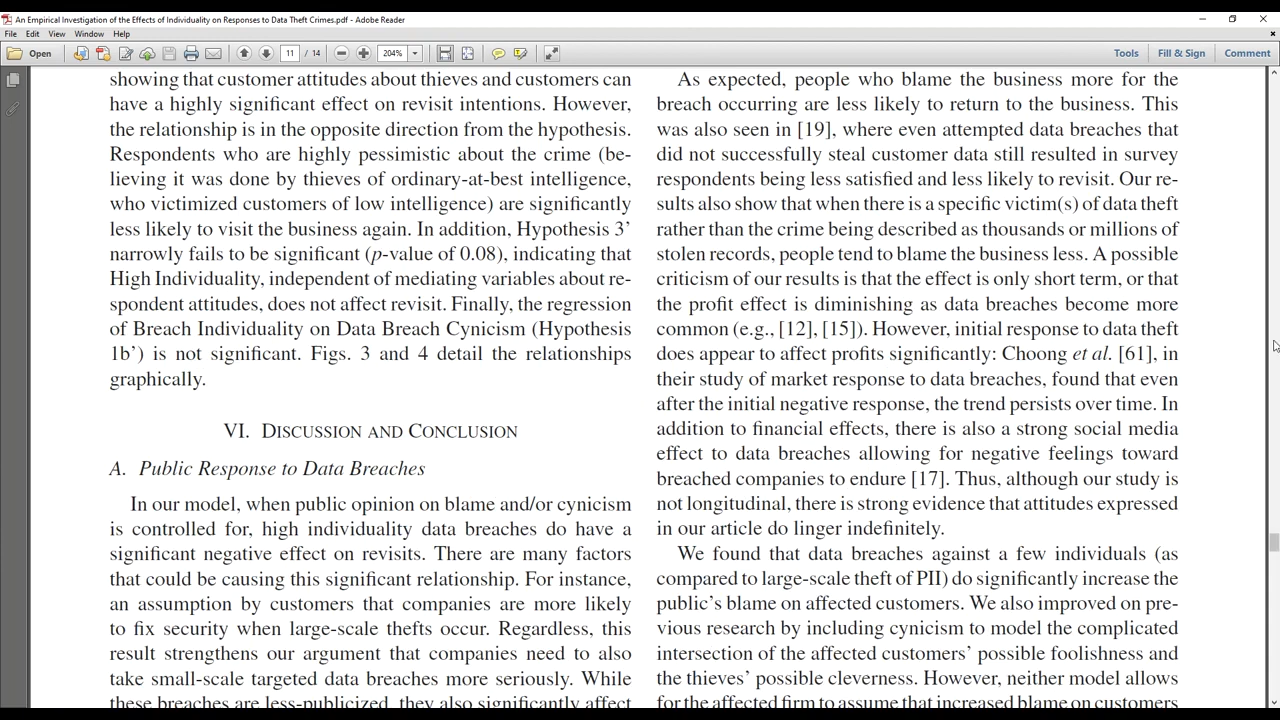 An Empirical Investigation of the Effects of Individuality on Responses to Data Theft Crimes.pdf - Adobe Reader
File Edit View Window Help
Open 11 / 14 204% Tools Fill & Sign Comment
showing that customer attitudes about thieves and customers can
have a highly significant effect on revisit intentions. However,
the relationship is in the opposite direction from the hypothesis.
Respondents who are highly pessimistic about the crime (be-
lieving it was done by thieves of ordinary-at-best intelligence,
who victimized customers of low intelligence) are significantly
less likely to visit the business again. In addition, Hypothesis 3’
narrowly fails to be significant (p-value of 0.08), indicating that
High Individuality, independent of mediating variables about re-
spondent attitudes, does not affect revisit. Finally, the regression
of Breach Individuality on Data Breach Cynicism (Hypothesis
1b’) is not significant. Figs. 3 and 4 detail the relationships
graphically.
VI. DISCUSSION AND CONCLUSION
A. Public Response to Data Breaches
In our model, when public opinion on blame and/or cynicism
is controlled for, high individuality data breaches do have a
significant negative effect on revisits. There are many factors
that could be causing this significant relationship. For instance,
an assumption by customers that companies are more likely
to fix security when large-scale thefts occur. Regardless, this
result strengthens our argument that companies need to also
take small-scale targeted data breaches more seriously. While
these breaches are less-publicized, they also significantly affect
As expected, people who blame the business more for the
breach occurring are less likely to return to the business. This
was also seen in [19], where even attempted data breaches that
did not successfully steal customer data still resulted in survey
respondents being less satisfied and less likely to revisit. Our re-
sults also show that when there is a specific victim(s) of data theft
rather than the crime being described as thousands or millions of
stolen records, people tend to blame the business less. A possible
criticism of our results is that the effect is only short term, or that
the profit effect is diminishing as data breaches become more
common (e.g., [12], [15]). However, initial response to data theft
does appear to affect profits significantly: Choong et al. [61], in
their study of market response to data breaches, found that even
after the initial negative response, the trend persists over time. In
addition to financial effects, there is also a strong social media
effect to data breaches allowing for negative feelings toward
breached companies to endure [17]. Thus, although our study is
not longitudinal, there is strong evidence that attitudes expressed
in our article do linger indefinitely.
We found that data breaches against a few individuals (as
compared to large-scale theft of PII) do significantly increase the
public’s blame on affected customers. We also improved on pre-
vious research by including cynicism to model the complicated
intersection of the affected customers’ possible foolishness and
the thieves’ possible cleverness. However, neither model allows
for the affected firm to assume that increased blame on customers